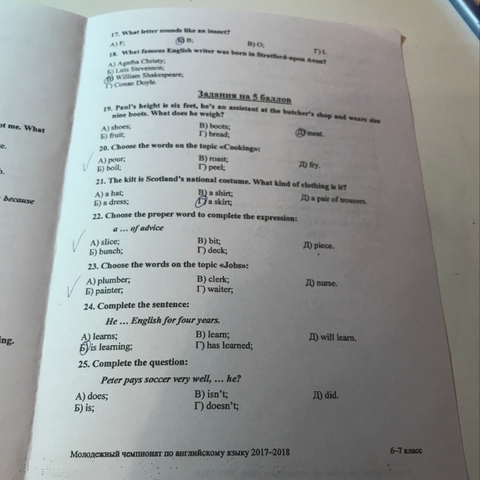 17. What letter sounds like an insect?
А) F; Б) B; В) O; Г) I.
18. What famous English writer was born in Stratford-upon Avon?
А) Agatha Christy;
Б) Luis Stevenson;
В) William Shakespeare;
Г) Conan Doyle.
Задания на 5 баллов
19. Paul's height is six feet, he's an assistant at the butcher's shop and wears size
nine boots. What does he weigh?
А) shoes; В) boots; Д) meat.
Б) fruit; Г) bread;
20. Choose the words on the topic «Cooking»:
А) pour; В) roast; Д) fry.
Б) boil; Г) peel;
21. The kilt is Scotland's national costume. What kind of clothing is it?
А) a hat; В) a shirt; Д) a pair of trousers.
Б) a dress; Г) a skirt;
22. Choose the proper word to complete the expression:
a … of advice
А) slice; В) bit; Д) piece.
Б) bunch; Г) deck;
23. Choose the words on the topic «Jobs»:
А) plumber; В) clerk; Д) nurse.
Б) painter; Г) waiter;
24. Complete the sentence:
He … English for four years.
А) learns; В) learn; Д) will learn.
Б) is learning; Г) has learned;
25. Complete the question:
Peter pays soccer very well, … he?
А) does; В) isn't; Д) did.
Б) is; Г) doesn't;
Молодежный чемпионат по английскому языку 2017–2018 6–7 класс
ot me. What
e.
h.
because
ing.